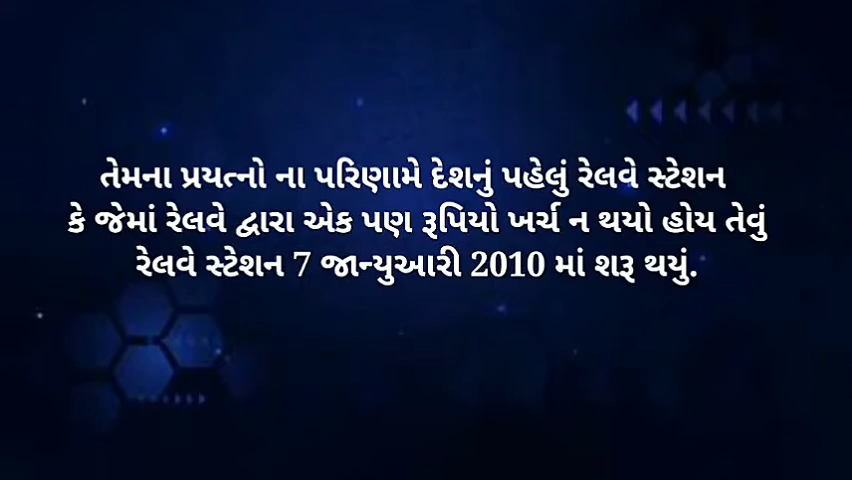 તેમના પ્રયત્નો ના પરિણામે દેશનું પહેલું રેલવે સ્ટેશન
કે જેમાં રેલવે દ્વારા એક પણ રૂપિયો ખર્ચ ન થયો હોય તેવું
રેલવે સ્ટેશન 7 જાન્યુઆરી 2010 માં શરૂ થયું.